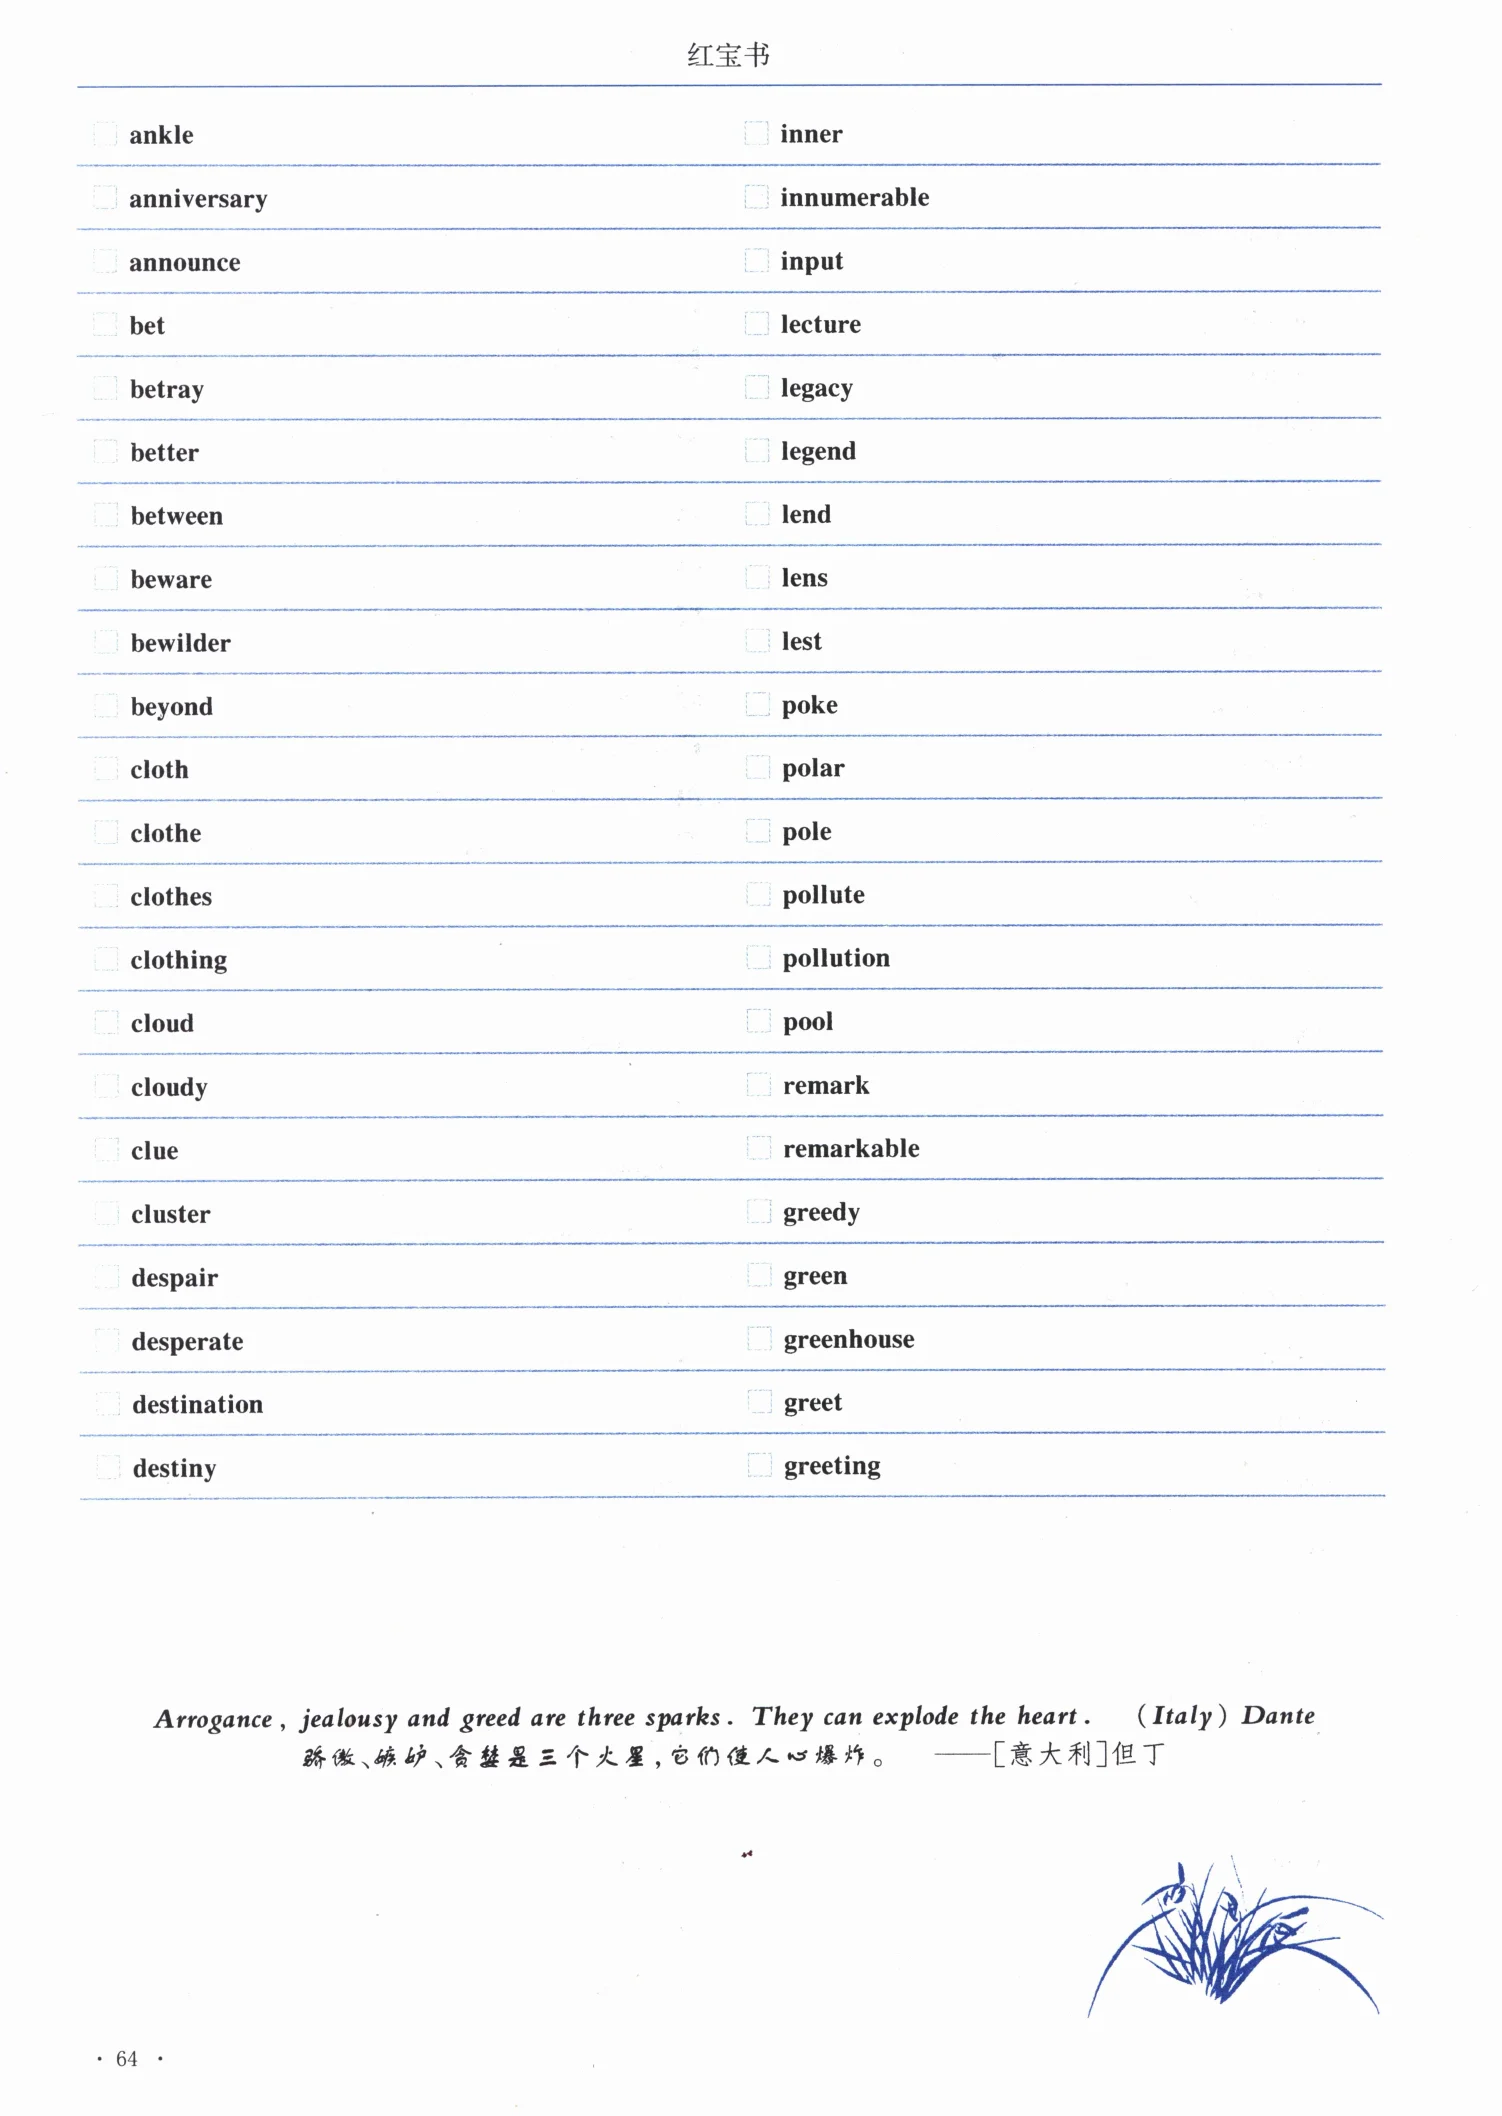 红宝书
ankle
anniversary
announce
bet
betray
better
between
beware
bewilder
beyond
cloth
clothe
clothes
clothing
cloud
cloudy
clue
cluster
despair
desperate
destination
destiny
inner
innumerable
input
lecture
legacy
legend
lend
lens
lest
poke
polar
pole
pollute
pollution
pool
remark
remarkable
greedy
green
greenhouse
greet
greeting
Arrogance, jealousy and greed are three sparks. They can explode the heart. (Italy) Dante
骄傲、嫉妒、贪婪是三个火星,它们使人心爆炸。 ——[意大利]但丁
· 64 ·